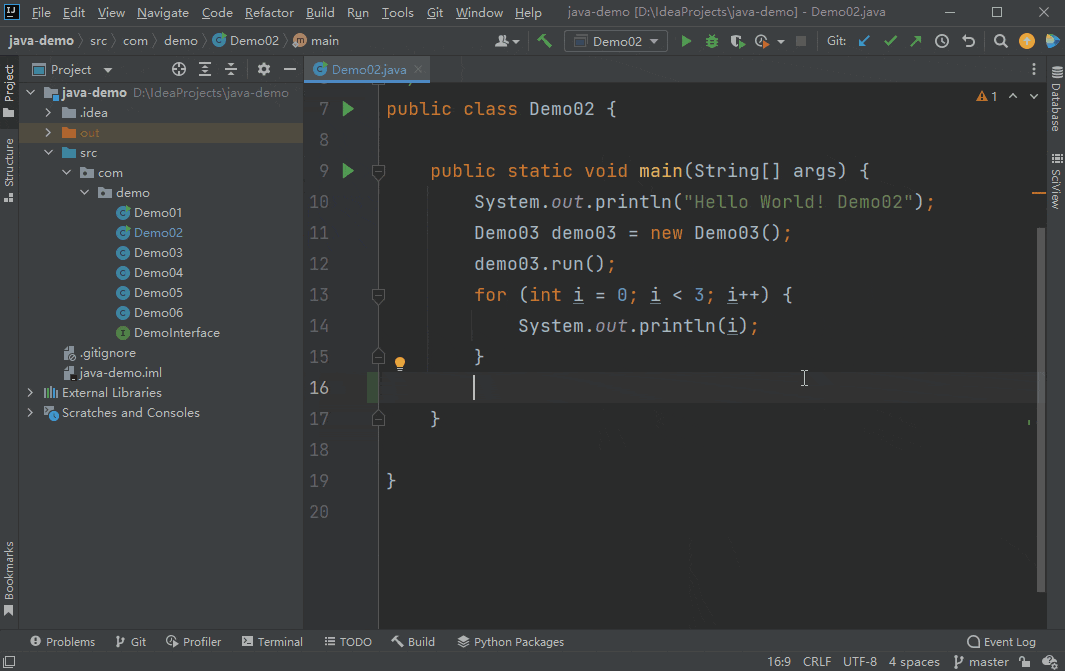 File Edit View Navigate Code Refactor Build Run Tools Git Window Help java-demo [D:\IdeaProjects\java-demo] - Demo02.java
java-demo src com demo Demo02 main Demo02 Git:
Project Demo02.java
java-demo D:\IdeaProjects\java-demo
.idea
out
src
com
demo
Demo01
Demo02
Demo03
Demo04
Demo05
Demo06
DemoInterface
.gitignore
java-demo.iml
External Libraries
Scratches and Consoles
Project
Structure
Bookmarks
1
7 public class Demo02 {
8
9 public static void main(String[] args) {
10 System.out.println("Hello World! Demo02");
11 Demo03 demo03 = new Demo03();
12 demo03.run();
13 for (int i = 0; i < 3; i++) {
14 System.out.println(i);
15 }
16
17 }
18
19 }
20
Database
SciView
Problems Git Profiler Terminal TODO Build Python Packages Event Log
16:9 CRLF UTF-8 4 spaces master